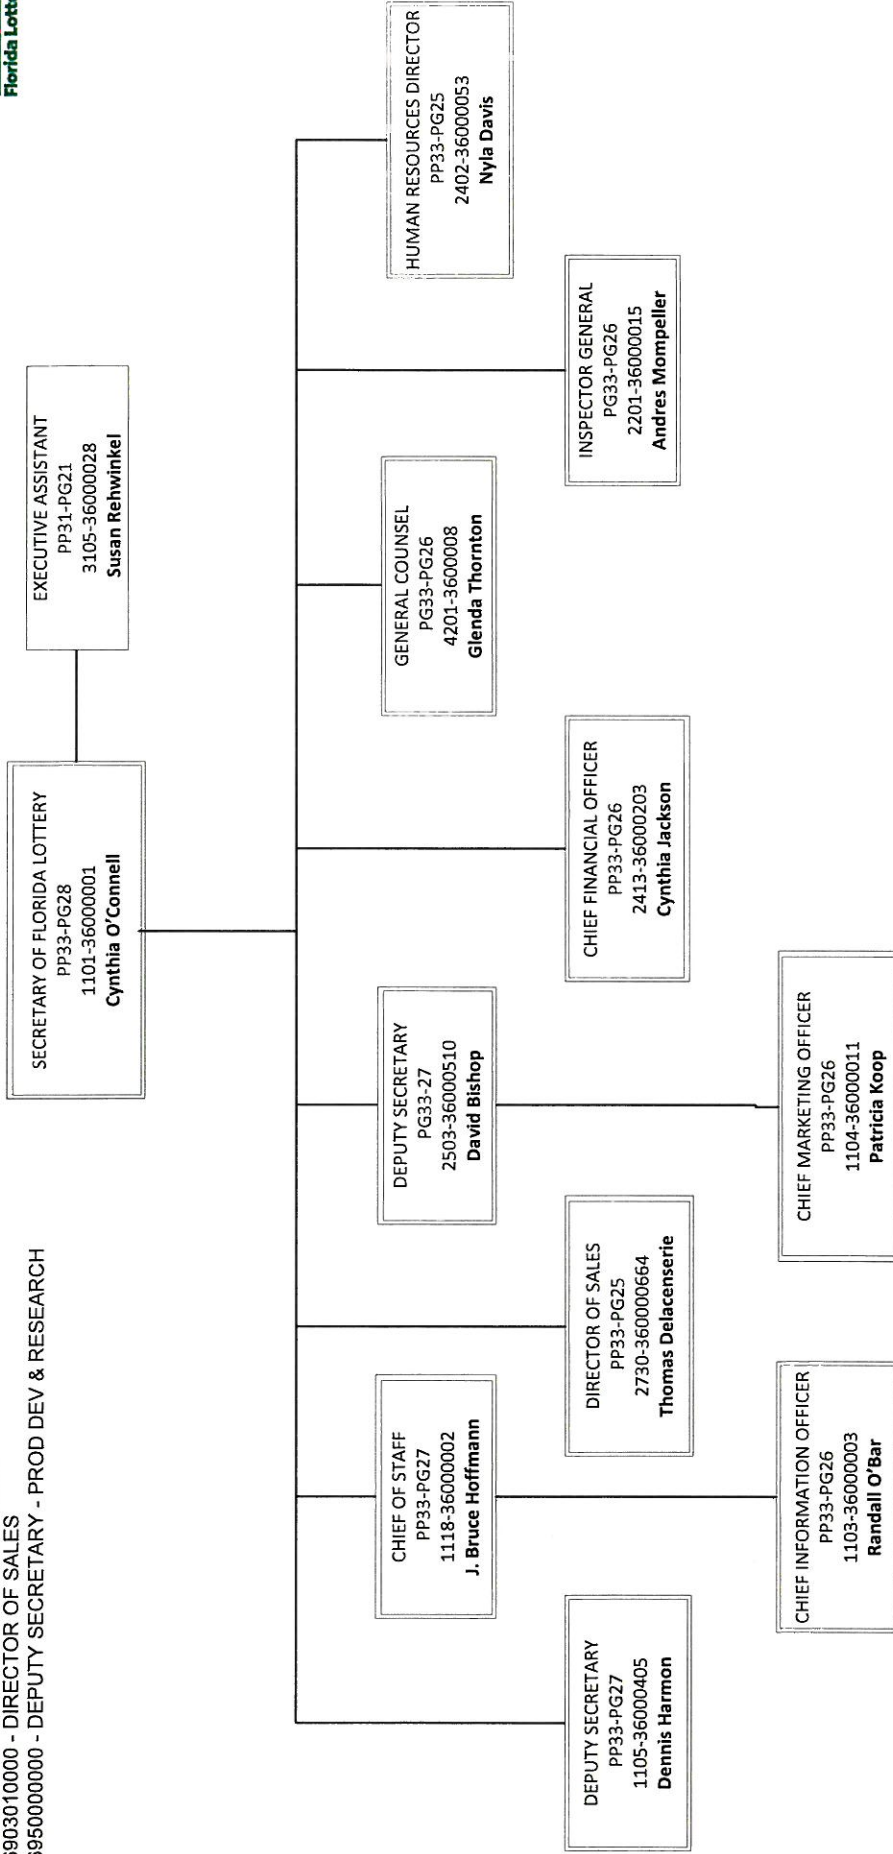 Florida Lott
6903010000 - DIRECTOR OF SALES
6950000000 - DEPUTY SECRETARY - PROD DEV & RESEARCH
SECRETARY OF FLORIDA LOTTERY
PP33-PG28
1101-36000001
Cynthia O'Connell
EXECUTIVE ASSISTANT
PP31-PG21
3105-36000028
Susan Rehwinkel
DEPUTY SECRETARY
PP33-PG27
1105-36000405
Dennis Harmon
CHIEF OF STAFF
PP33-PG27
1118-36000002
J. Bruce Hoffmann
DIRECTOR OF SALES
PP33-PG25
2730-360000664
Thomas Delacenserie
DEPUTY SECRETARY
PG33-27
2503-36000510
David Bishop
CHIEF FINANCIAL OFFICER
PP33-PG26
2413-36000203
Cynthia Jackson
GENERAL COUNSEL
PG33-PG26
4201-3600008
Glenda Thornton
INSPECTOR GENERAL
PG33-PG26
2201-36000015
Andres Mompeller
HUMAN RESOURCES DIRECTOR
PP33-PG25
2402-36000053
Nyla Davis
CHIEF INFORMATION OFFICER
PP33-PG26
1103-36000003
Randall O'Bar
CHIEF MARKETING OFFICER
PP33-PG26
1104-36000011
Patricia Koop